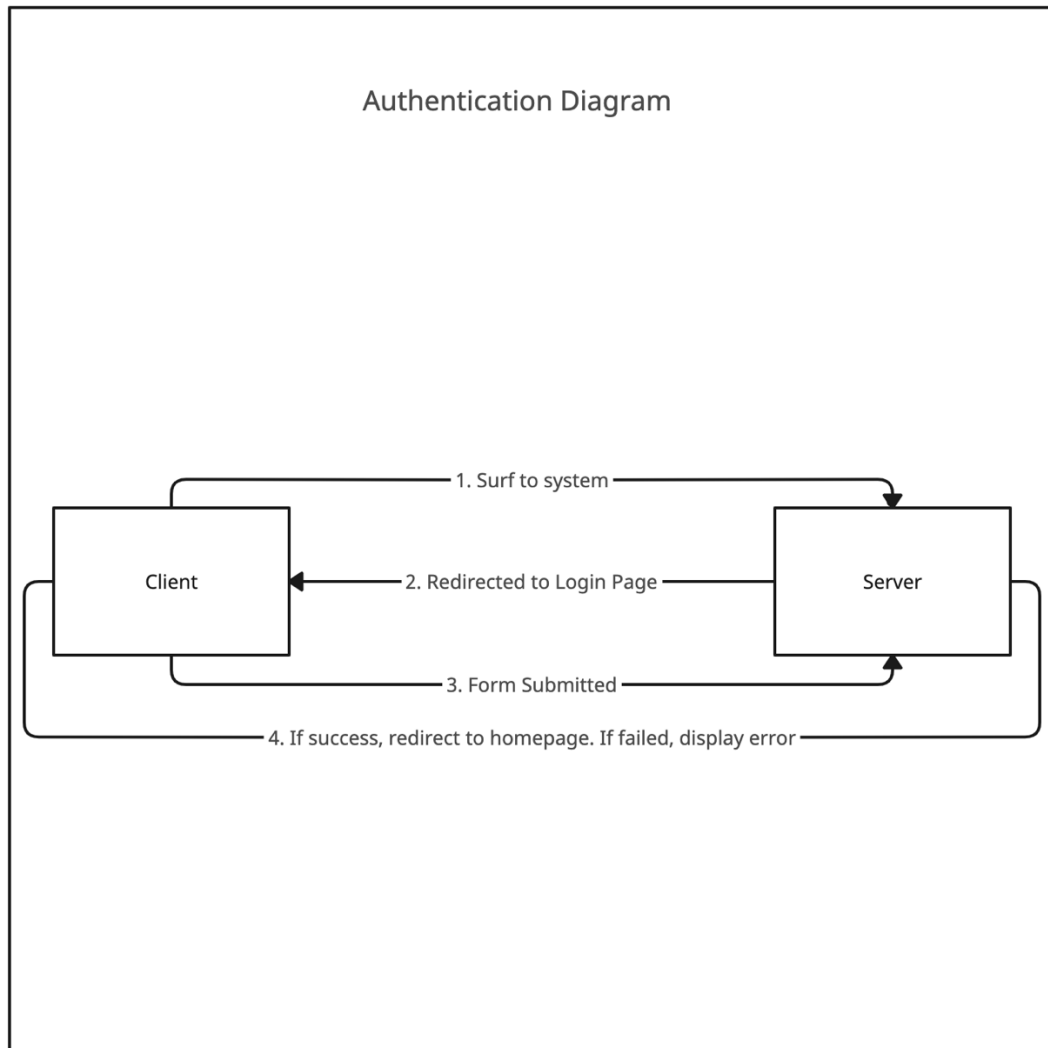 Authentication Diagram
1. Surf to system
Client
2. Redirected to Login Page
Server
3. Form Submitted
4. If success, redirect to homepage. If failed, display error